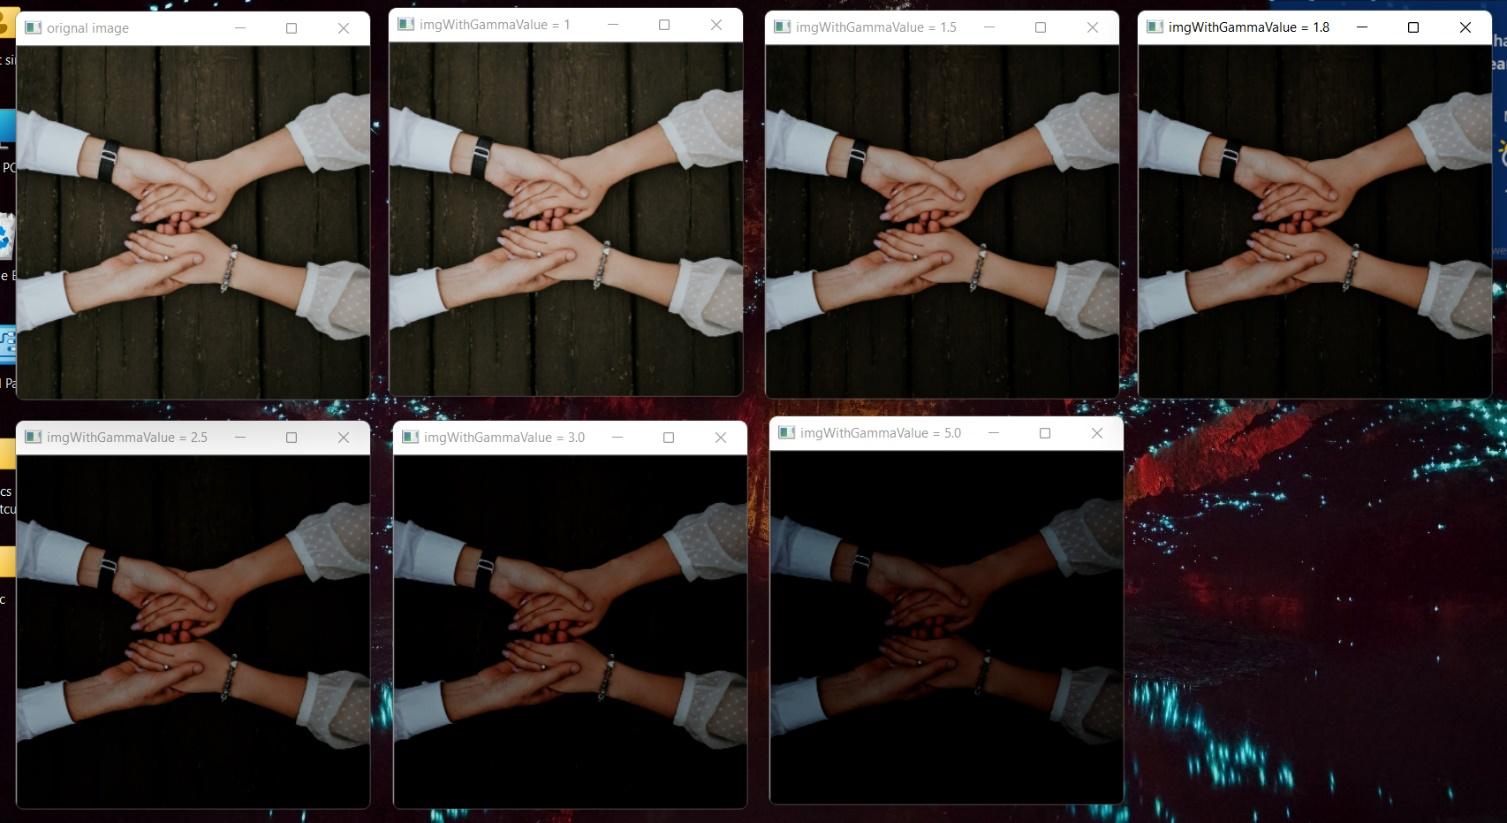 orignal image
imgWithGammaValue = 1
imgWithGammaValue = 1.5
imgWithGammaValue = 1.8
imgWithGammaValue = 2.5
imgWithGammaValue = 3.0
imgWithGammaValue = 5.0
PC